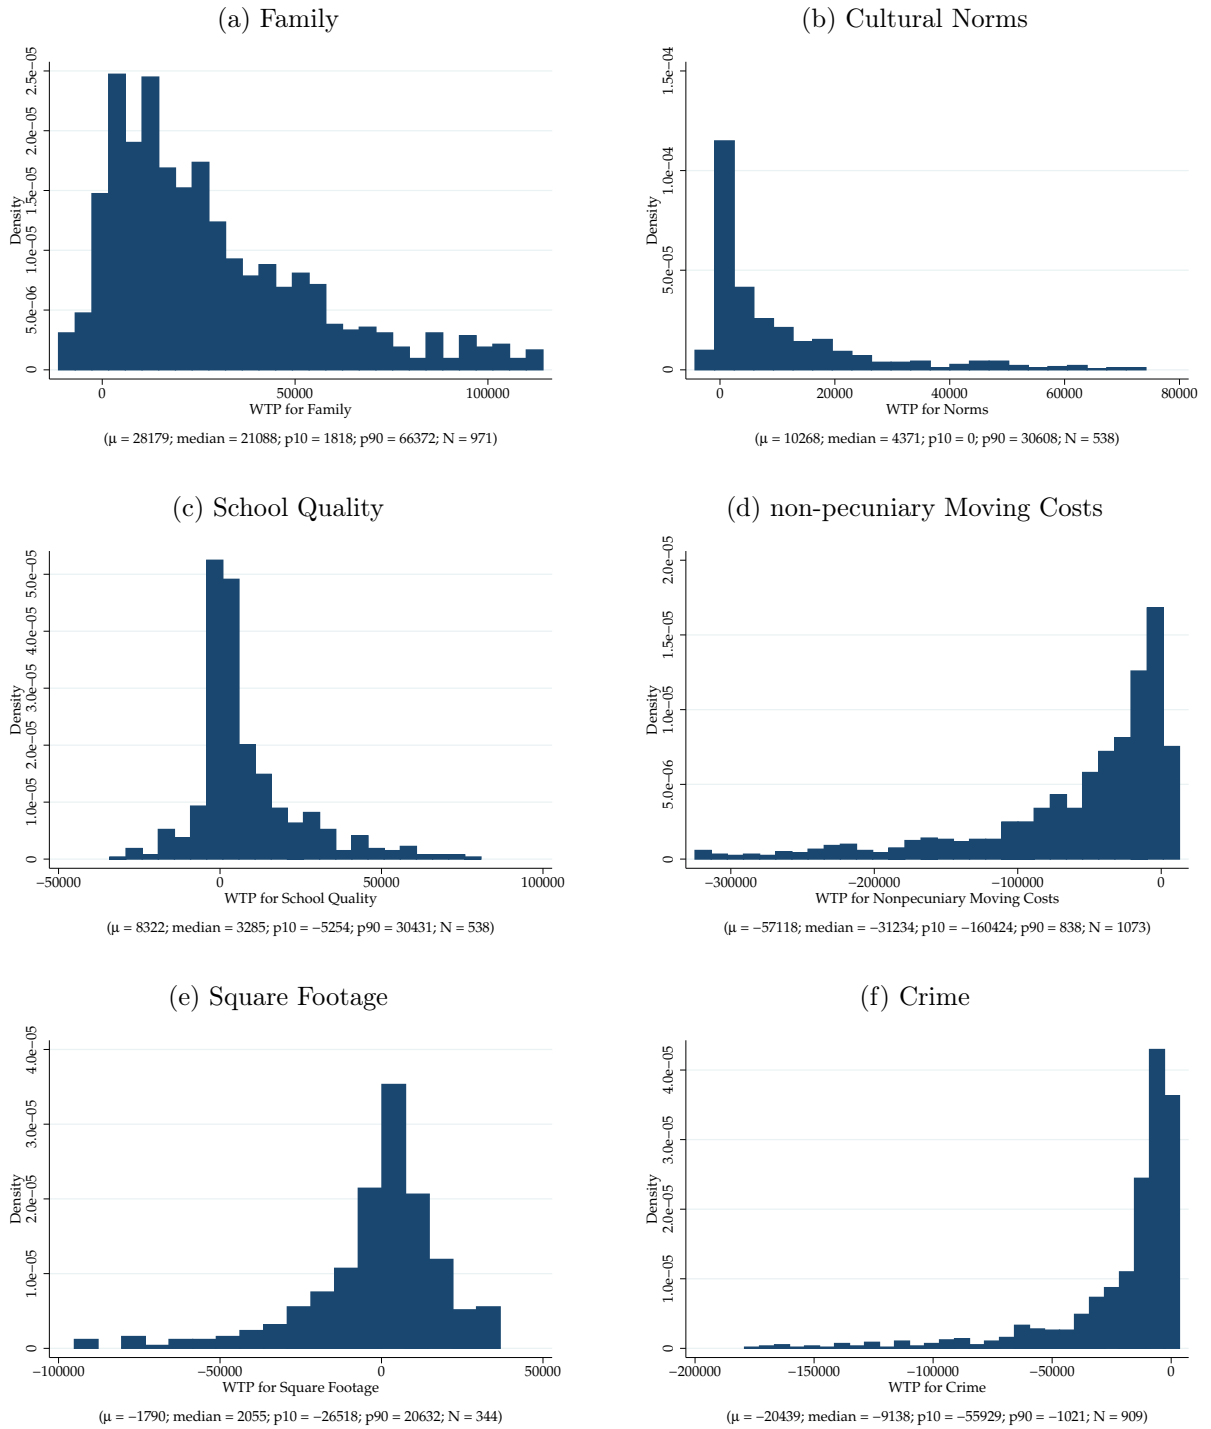 (a) Family
2.5e−05
2.0e−05
1.5e−05
1.0e−05
5.0e−06
0
Density
0 50000 100000
WTP for Family
(μ = 28179; median = 21088; p10 = 1818; p90 = 66372; N = 971)
(b) Cultural Norms
1.5e−04
1.0e−04
5.0e−05
0
Density
0 20000 40000 60000 80000
WTP for Norms
(μ = 10268; median = 4371; p10 = 0; p90 = 30608; N = 538)
(c) School Quality
5.0e−05
4.0e−05
3.0e−05
2.0e−05
1.0e−05
0
Density
−50000 0 50000 100000
WTP for School Quality
(μ = 8322; median = 3285; p10 = −5254; p90 = 30431; N = 538)
(d) non-pecuniary Moving Costs
2.0e−05
1.5e−05
1.0e−05
5.0e−06
0
Density
−300000 −200000 −100000 0
WTP for Nonpecuniary Moving Costs
(μ = −57118; median = −31234; p10 = −160424; p90 = 838; N = 1073)
(e) Square Footage
4.0e−05
3.0e−05
2.0e−05
1.0e−05
0
Density
−100000 −50000 0 50000
WTP for Square Footage
(μ = −1790; median = 2055; p10 = −26518; p90 = 20632; N = 344)
(f) Crime
4.0e−05
3.0e−05
2.0e−05
1.0e−05
0
Density
−200000 −150000 −100000 −50000 0
WTP for Crime
(μ = −20439; median = −9138; p10 = −55929; p90 = −1021; N = 909)